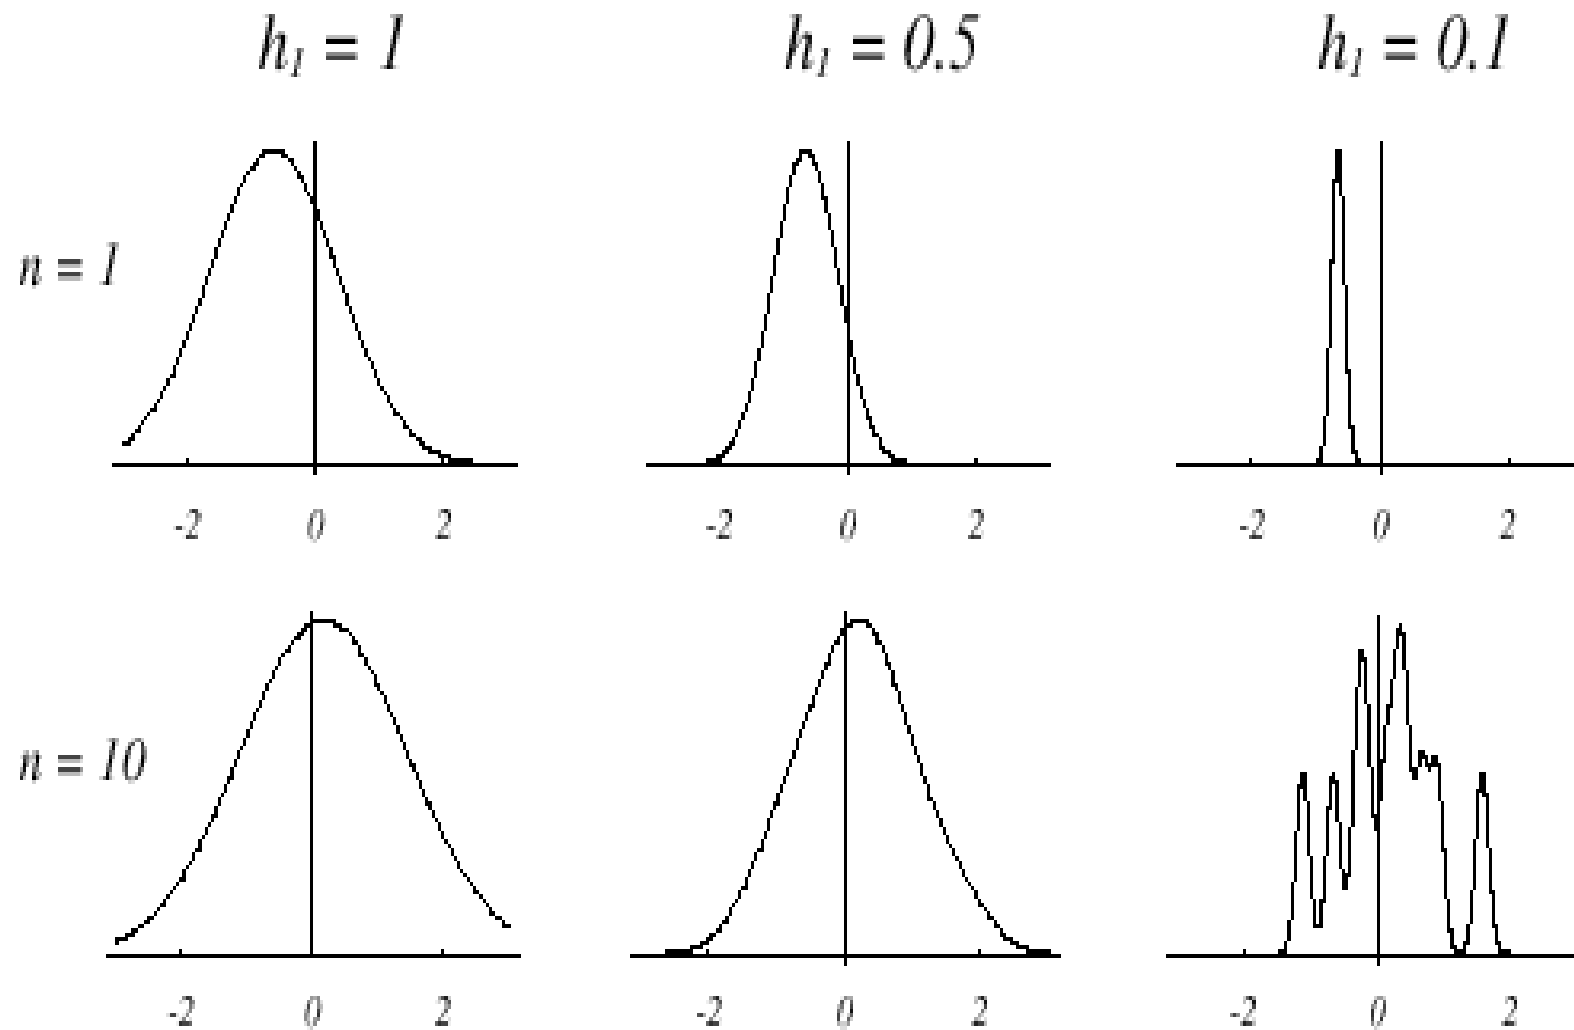 h₁ = 1 h₁ = 0.5 h₁ = 0.1
n = 1
-2 0 2 -2 0 2 -2 0 2
n = 10
-2 0 2 -2 0 2 -2 0 2